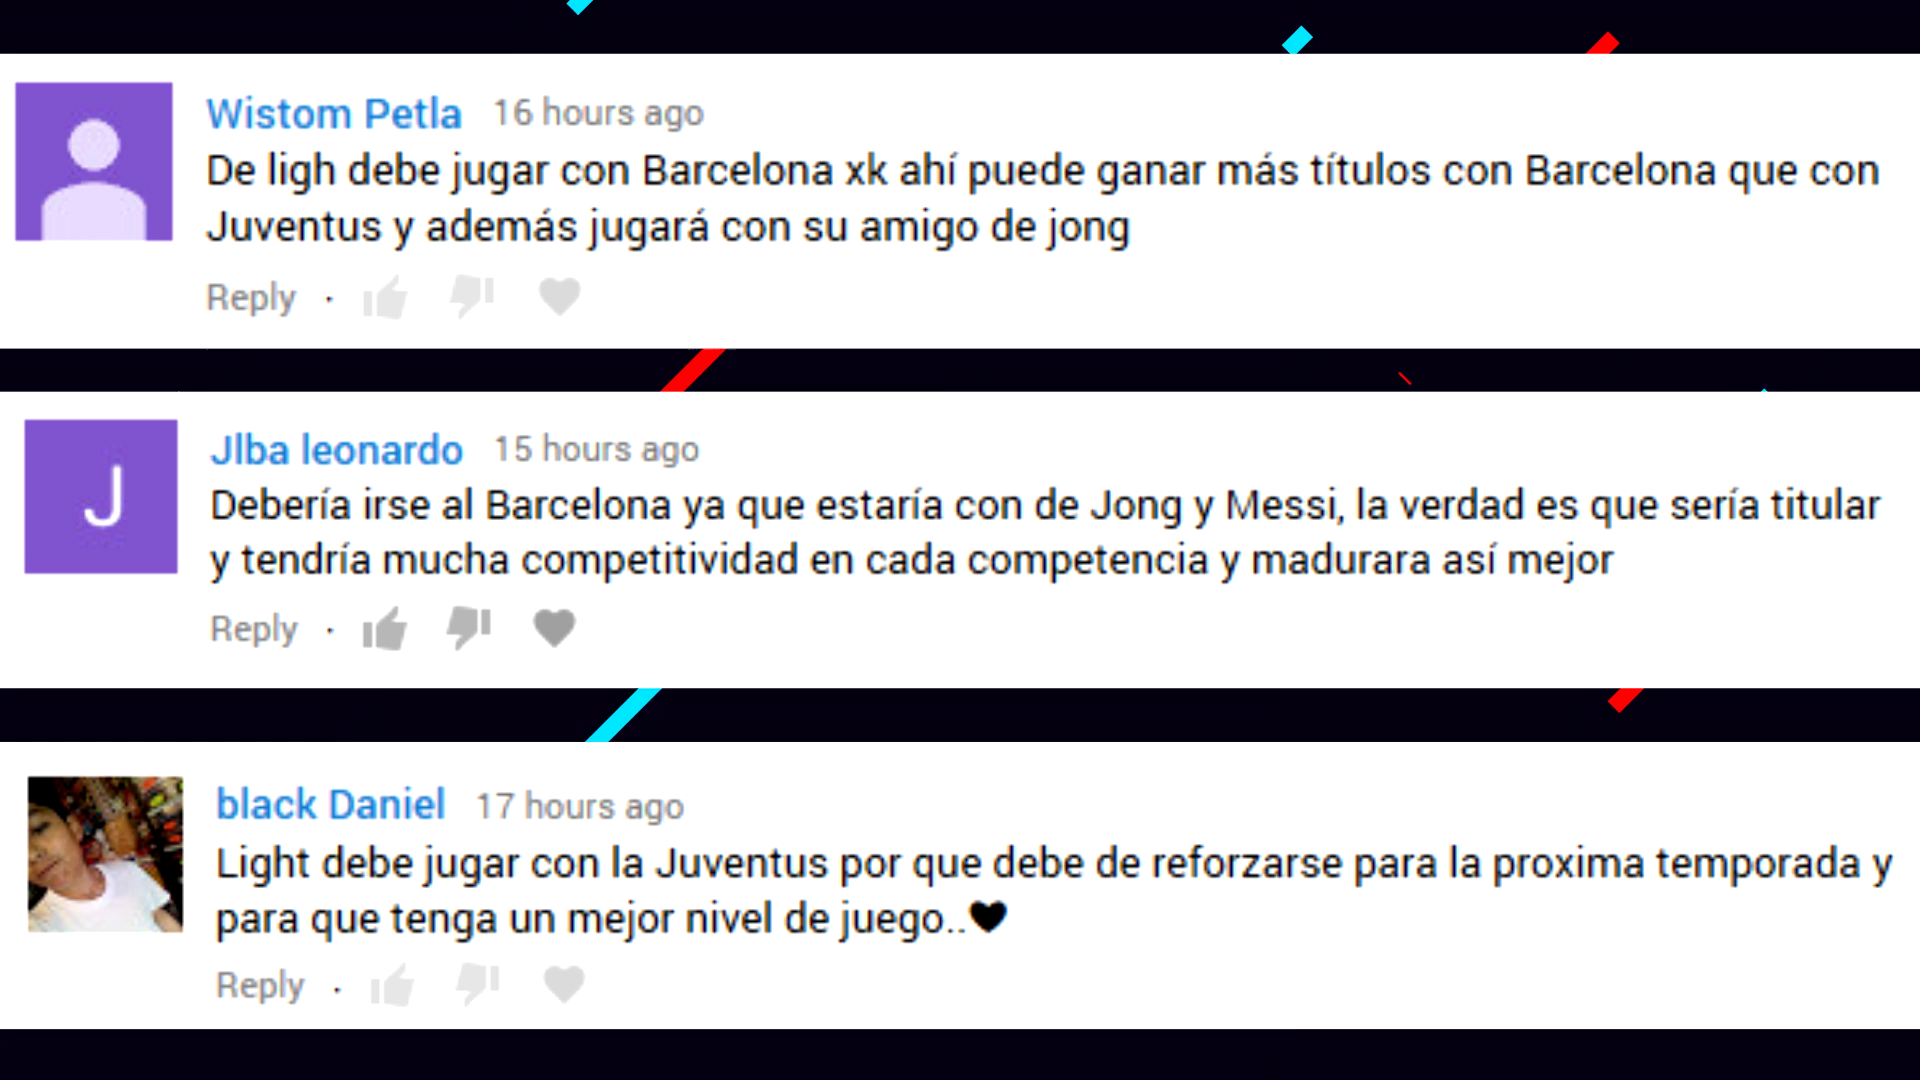 Wistom Petla 16 hours ago
De ligh debe jugar con Barcelona xk ahí puede ganar más títulos con Barcelona que con
Juventus y además jugará con su amigo de jong
Reply ·
J
Jlba leonardo 15 hours ago
Debería irse al Barcelona ya que estaría con de Jong y Messi, la verdad es que sería titular
y tendría mucha competitividad en cada competencia y madurara así mejor
Reply ·
black Daniel 17 hours ago
Light debe jugar con la Juventus por que debe de reforzarse para la proxima temporada y
para que tenga un mejor nivel de juego..🖤
Reply ·